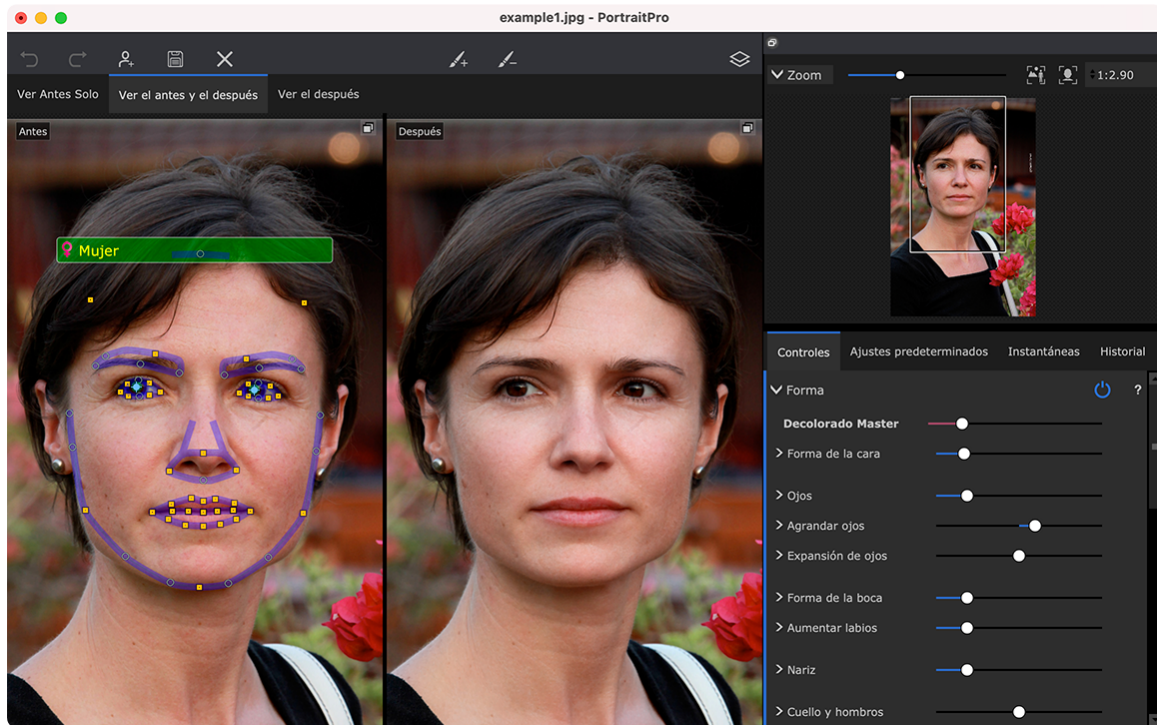 example1.jpg - PortraitPro
Ver Antes Solo
Ver el antes y el después
Ver el después
Zoom
1:2.90
Antes
Después
Mujer
Controles
Ajustes predeterminados
Instantáneas
Historial
Forma
?
Decolorado Master
Forma de la cara
Ojos
Agrandar ojos
Expansión de ojos
Forma de la boca
Aumentar labios
Nariz
Cuello y hombros